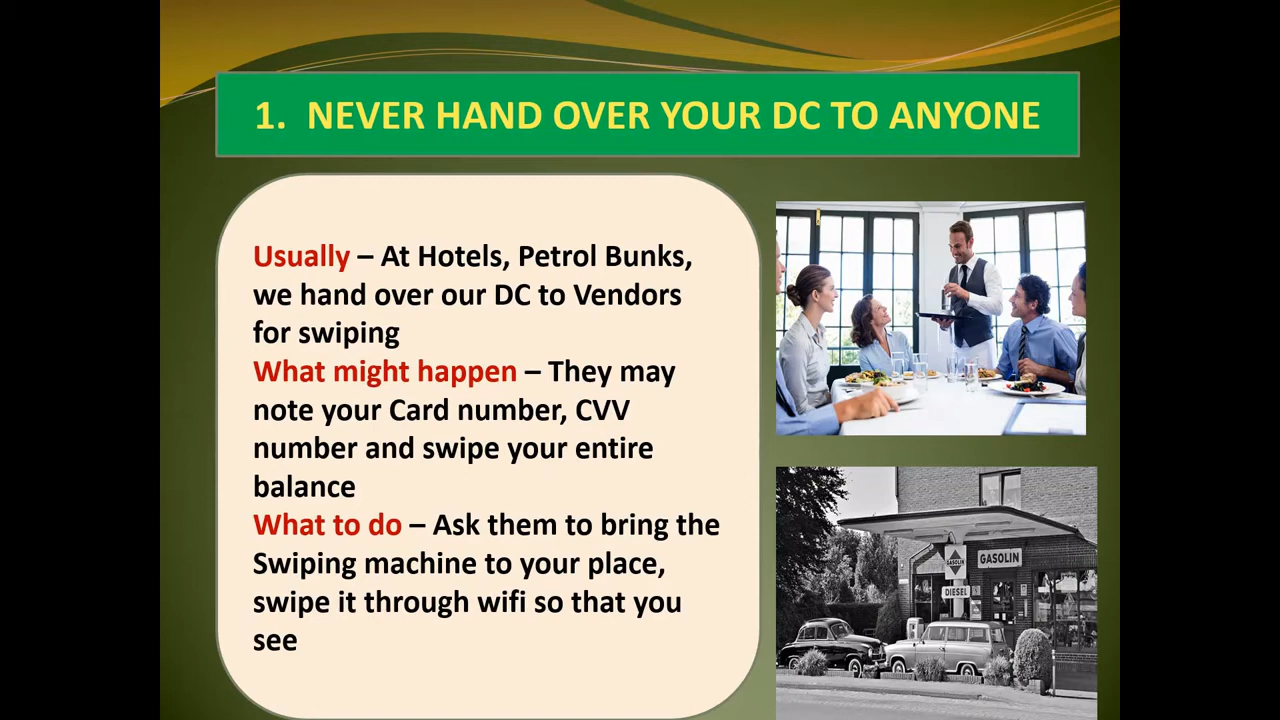 1. NEVER HAND OVER YOUR DC TO ANYONE
Usually – At Hotels, Petrol Bunks,
we hand over our DC to Vendors
for swiping
What might happen – They may
note your Card number, CVV
number and swipe your entire
balance
What to do – Ask them to bring the
Swiping machine to your place,
swipe it through wifi so that you
see
GASOLIN
GASOLIN
DIESEL